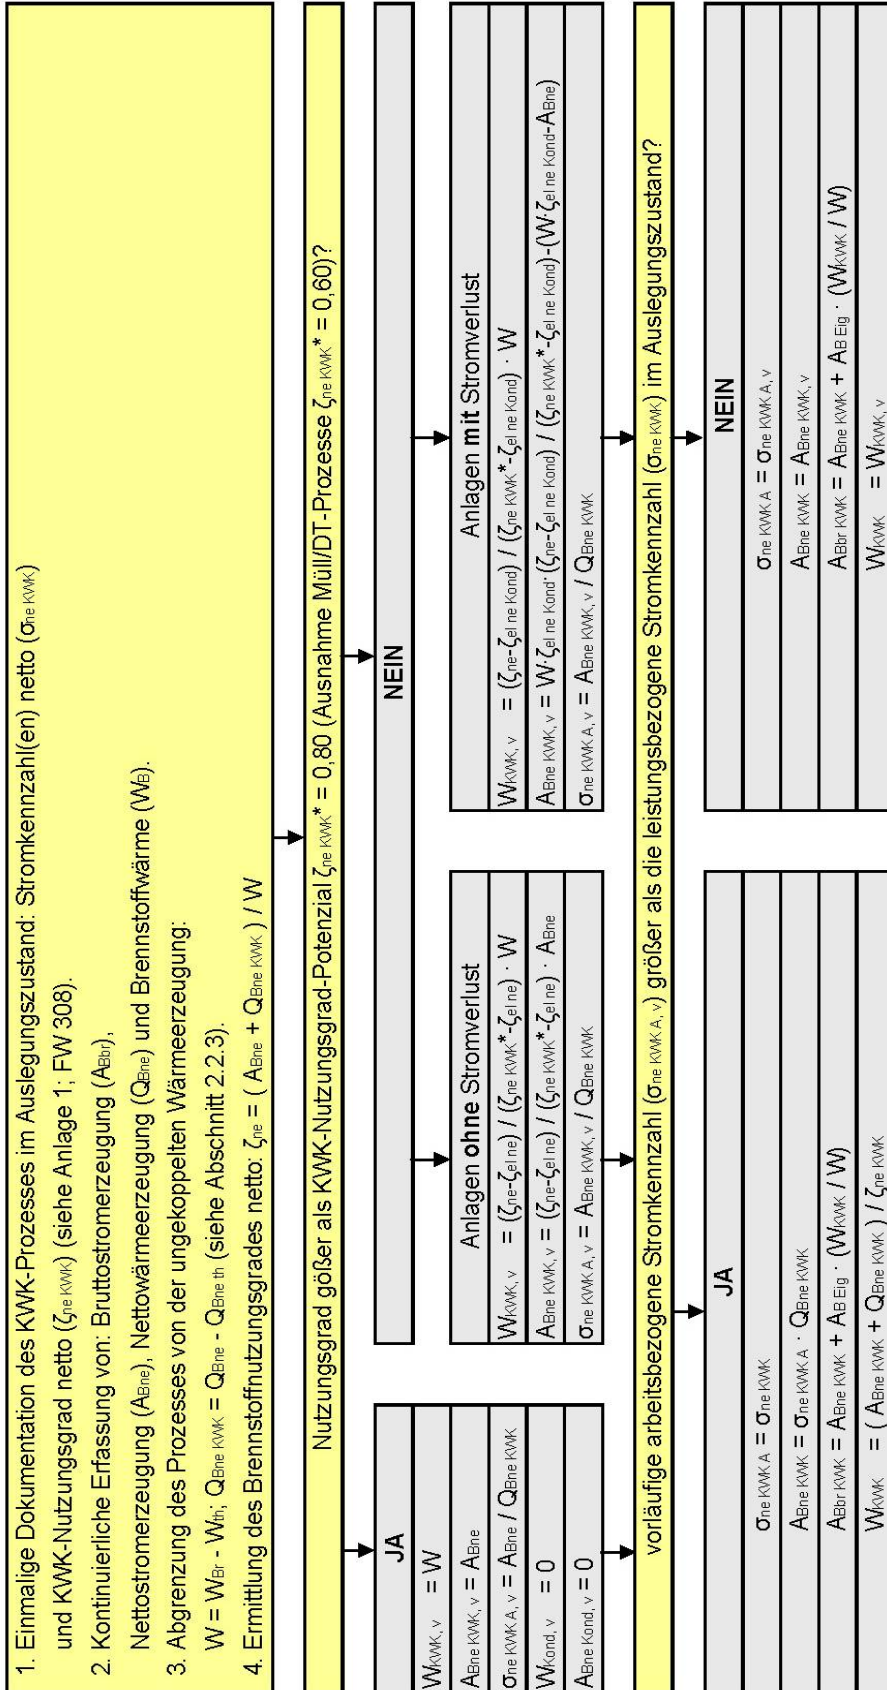 1. Einmalige Dokumentation des KWK-Prozesses im Auslegungszustand: Stromkennzahl(en) netto (σne KWK)
und KWK-Nutzungsgrad netto (ζne KWK) (siehe Anlage 1; FW 308).
2. Kontinuierliche Erfassung von: Bruttostromerzeugung (ABbr),
Nettostromerzeugung (ABne), Nettowärmeerzeugung (QBne) und Brennstoffwärme (WB).
3. Abgrenzung des Prozesses von der ungekoppelten Wärmeerzeugung:
W = WBr - Wth; QBne KWK = QBne - QBne th (siehe Abschnitt 2.2.3).
4. Ermittlung des Brennstoffnutzungsgrades netto: ζne = ( ABne + QBne KWK ) / W
Nutzungsgrad gößer als KWK-Nutzungsgrad-Potenzial ζne KWK* = 0,80 (Ausnahme Müll/DT-Prozesse ζne KWK* = 0,60)?
JA
WKWK, v = W
ABne KWK, v = ABne
σne KWK A, v = ABne / QBne KWK
WKond, v = 0
ABne Kond, v = 0
NEIN
Anlagen ohne Stromverlust
WKWK, v = ((ζne-ζel ne) / (ζne KWK*-ζel ne) · W
ABne KWK, v = ((ζne-ζel ne) / (ζne KWK*-ζel ne) · ABne
σne KWK A, v = ABne KWK, v / QBne KWK
Anlagen mit Stromverlust
WKWK, v = ((ζne-ζel ne Kond) / (ζne KWK*-ζel ne Kond) · W
ABne KWK, v = W·ζel ne Kond·(ζne-ζel ne Kond) / (ζne KWK*-ζel ne Kond)-(W·ζel ne Kond-ABne)
σne KWK A, v = ABne KWK, v / QBne KWK
vorläufige arbeitsbezogene Stromkennzahl (σne KWK A, v) größer als die leistungsbezogene Stromkennzahl (σne KWK) im Auslegungszustand?
JA
σne KWK A = σne KWK
ABne KWK = σne KWK A · QBne KWK
ABbr KWK = ABne KWK + AB Eig · (WKWK / W)
WKWK = ( ABne KWK + QBne KWK ) / ζne KWK
NEIN
σne KWK A = σne KWK A, v
ABne KWK = ABne KWK, v
ABbr KWK = ABne KWK + AB Eig · (WKWK / W)
WKWK = WKWK, v